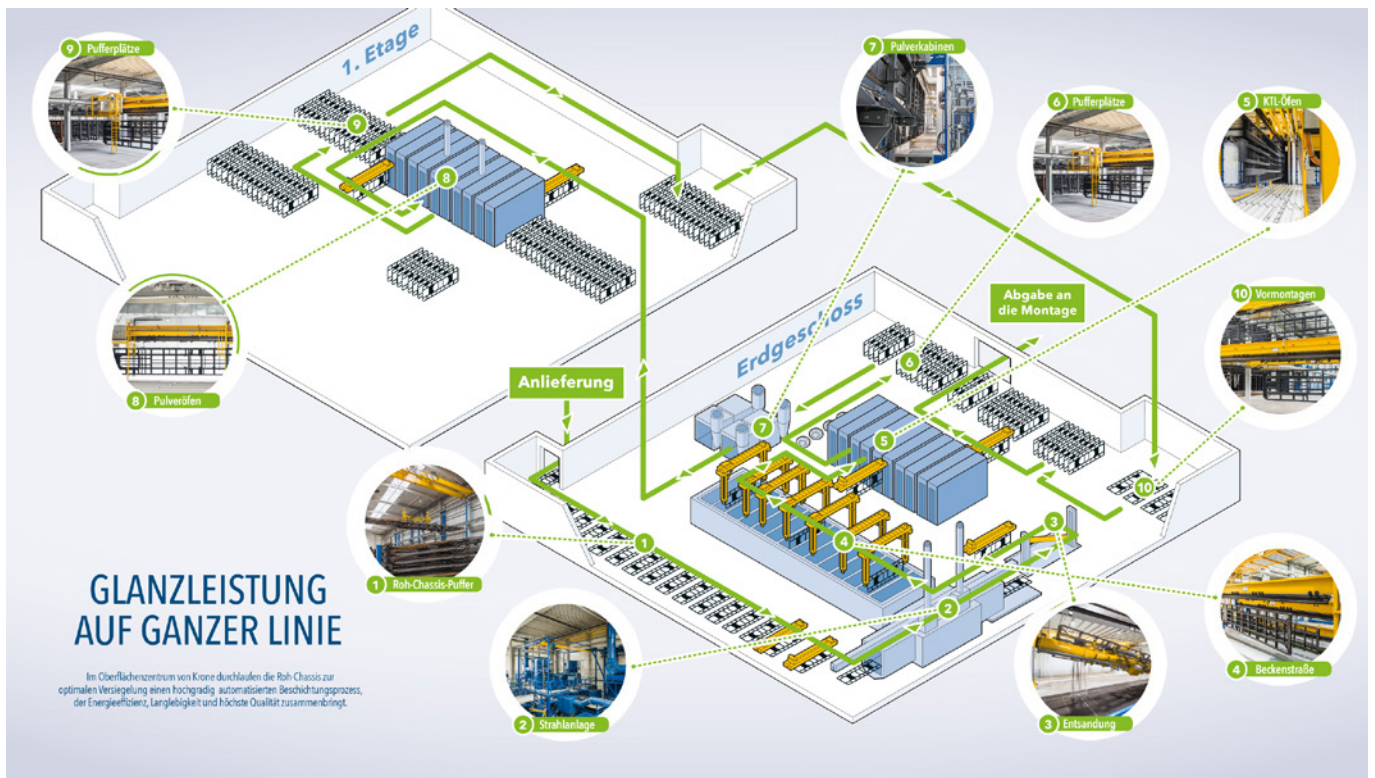 9 Pufferplätze
1. Etage
7 Pulverkabinen
6 Pufferplätze
5 KTL-Öfen
9
8
Abgabe an
die Montage
10 Vormontagen
Erdgeschoss
6
Anlieferung
8 Pulveröfen
7
5
10
1
4
3
2
1 Roh-Chassis-Puffer
GLANZLEISTUNG
AUF GANZER LINIE
Im Oberflächenzentrum von Krone durchlaufen die Roh-Chassis zur
optimalen Versiegelung einen hochgradig automatisierten Beschichtungsprozess,
der Energieeffizienz, Langlebigkeit und höchste Qualität zusammenbringt.
2 Strahlanlage
3 Entsandung
4 Beckenstraße